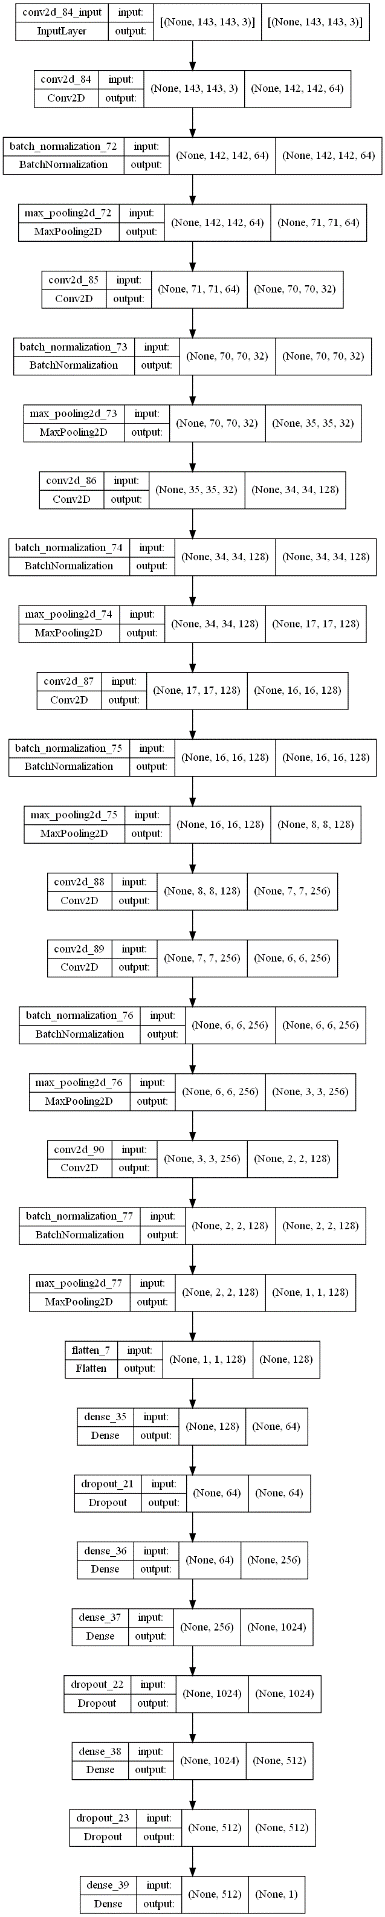 conv2d_84_input input: [(None, 143, 143, 3)] [(None, 143, 143, 3)]
InputLayer output:
conv2d_84 input: (None, 143, 143, 3) (None, 142, 142, 64)
Conv2D output:
batch_normalization_72 input: (None, 142, 142, 64) (None, 142, 142, 64)
BatchNormalization output:
max_pooling2d_72 input: (None, 142, 142, 64) (None, 71, 71, 64)
MaxPooling2D output:
conv2d_85 input: (None, 71, 71, 64) (None, 70, 70, 32)
Conv2D output:
batch_normalization_73 input: (None, 70, 70, 32) (None, 70, 70, 32)
BatchNormalization output:
max_pooling2d_73 input: (None, 70, 70, 32) (None, 35, 35, 32)
MaxPooling2D output:
conv2d_86 input: (None, 35, 35, 32) (None, 34, 34, 128)
Conv2D output:
batch_normalization_74 input: (None, 34, 34, 128) (None, 34, 34, 128)
BatchNormalization output:
max_pooling2d_74 input: (None, 34, 34, 128) (None, 17, 17, 128)
MaxPooling2D output:
conv2d_87 input: (None, 17, 17, 128) (None, 16, 16, 128)
Conv2D output:
batch_normalization_75 input: (None, 16, 16, 128) (None, 16, 16, 128)
BatchNormalization output:
max_pooling2d_75 input: (None, 16, 16, 128) (None, 8, 8, 128)
MaxPooling2D output:
conv2d_88 input: (None, 8, 8, 128) (None, 7, 7, 256)
Conv2D output:
conv2d_89 input: (None, 7, 7, 256) (None, 6, 6, 256)
Conv2D output:
batch_normalization_76 input: (None, 6, 6, 256) (None, 6, 6, 256)
BatchNormalization output:
max_pooling2d_76 input: (None, 6, 6, 256) (None, 3, 3, 256)
MaxPooling2D output:
conv2d_90 input: (None, 3, 3, 256) (None, 2, 2, 128)
Conv2D output:
batch_normalization_77 input: (None, 2, 2, 128) (None, 2, 2, 128)
BatchNormalization output:
max_pooling2d_77 input: (None, 2, 2, 128) (None, 1, 1, 128)
MaxPooling2D output:
flatten_7 input: (None, 1, 1, 128) (None, 128)
Flatten output:
dense_35 input: (None, 128) (None, 64)
Dense output:
dropout_21 input: (None, 64) (None, 64)
Dropout output:
dense_36 input: (None, 64) (None, 256)
Dense output:
dense_37 input: (None, 256) (None, 1024)
Dense output:
dropout_22 input: (None, 1024) (None, 1024)
Dropout output:
dense_38 input: (None, 1024) (None, 512)
Dense output:
dropout_23 input: (None, 512) (None, 512)
Dropout output:
dense_39 input: (None, 512) (None, 1)
Dense output: